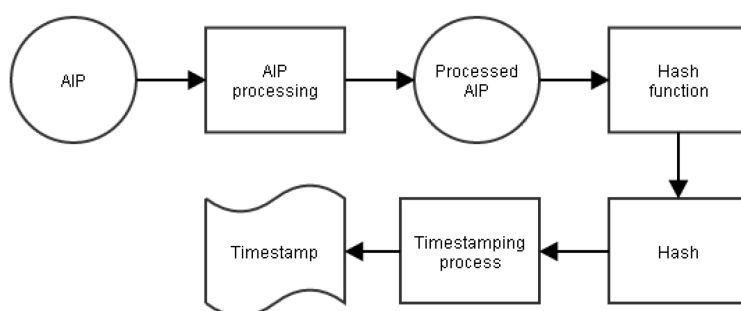 AIP
AIP
processing
Processed
AIP
Hash
function
Timestamp
Timestamping
process
Hash